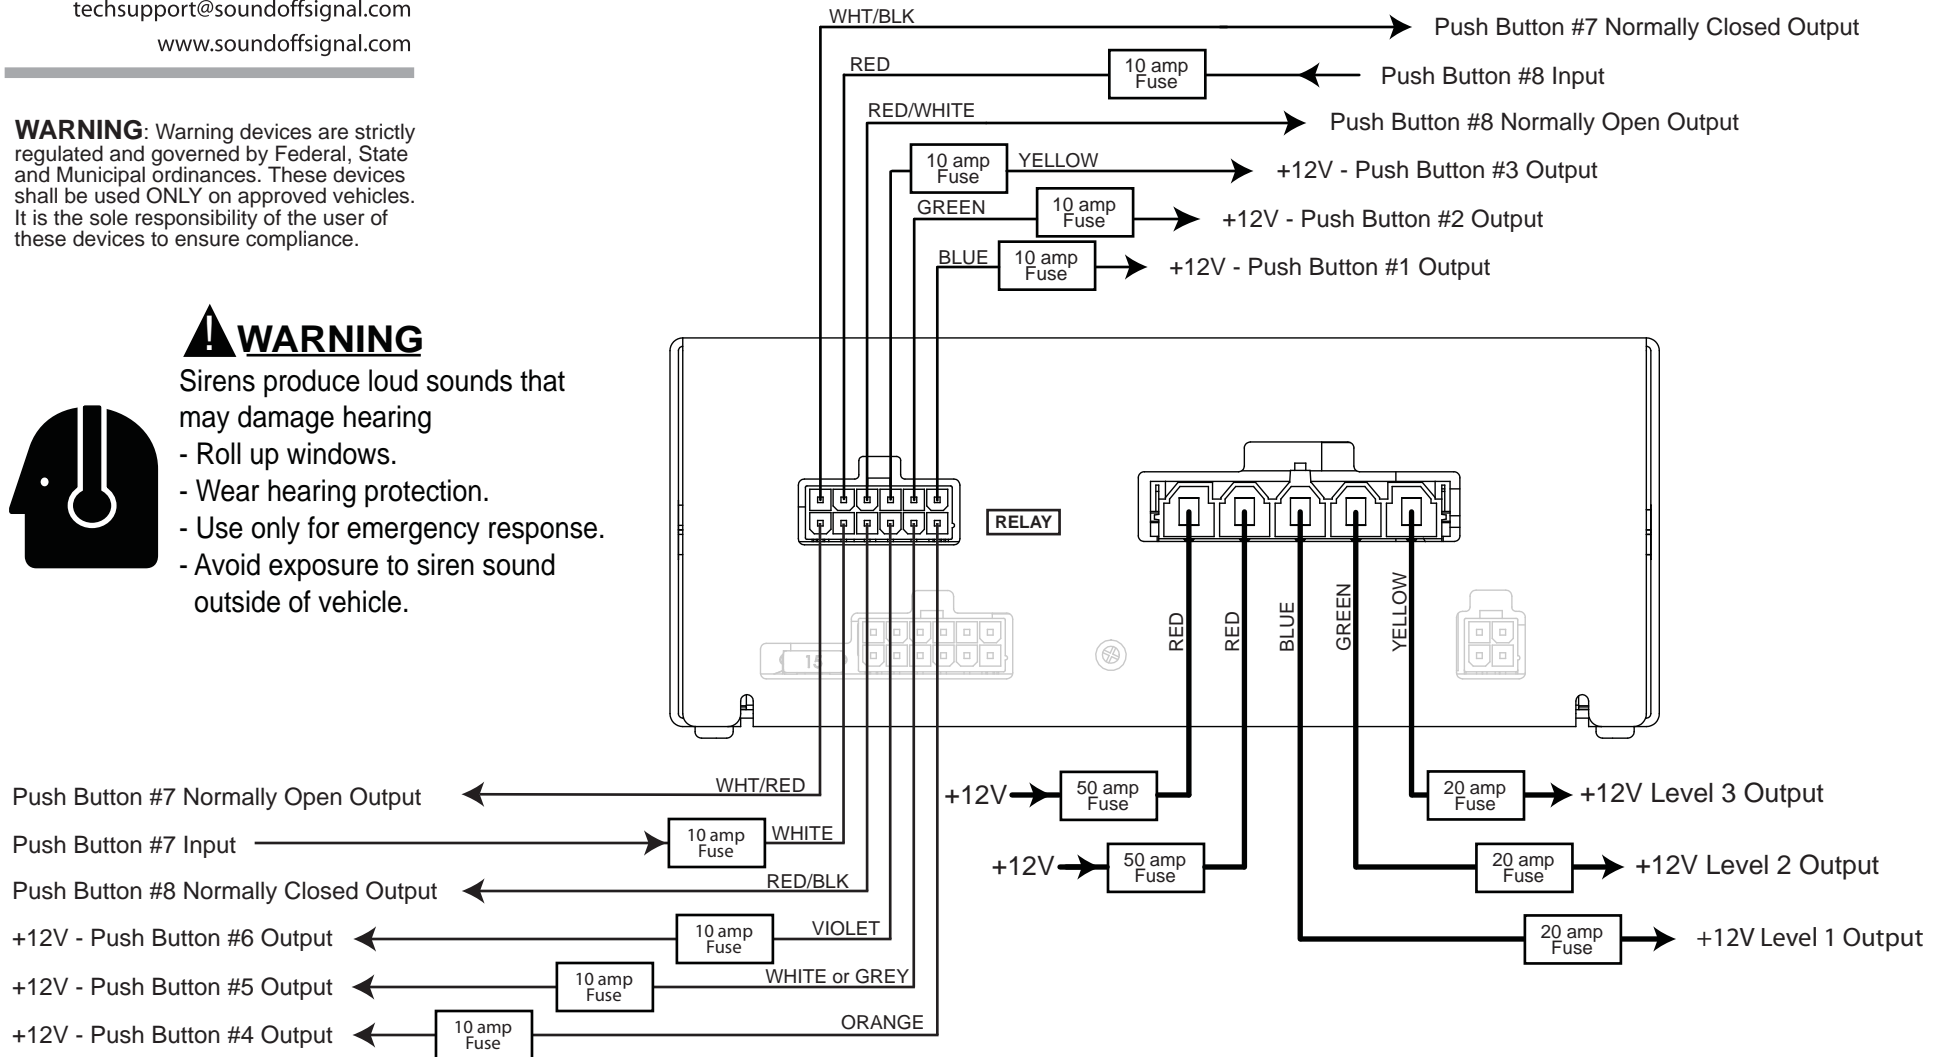 techsupport@soundoffsignal.com
www.soundoffsignal.com
WARNING: Warning devices are strictly
regulated and governed by Federal, State
and Municipal ordinances. These devices
shall be used ONLY on approved vehicles.
It is the sole responsibility of the user of
these devices to ensure compliance.
! WARNING
Sirens produce loud sounds that
may damage hearing
- Roll up windows.
- Wear hearing protection.
- Use only for emergency response.
- Avoid exposure to siren sound
outside of vehicle.
WHT/BLK
Push Button #7 Normally Closed Output
RED
10 amp
Fuse
Push Button #8 Input
RED/WHITE
Push Button #8 Normally Open Output
10 amp
Fuse
YELLOW
+12V - Push Button #3 Output
GREEN
10 amp
Fuse
+12V - Push Button #2 Output
BLUE
10 amp
Fuse
+12V - Push Button #1 Output
RELAY
15
RED
RED
BLUE
GREEN
YELLOW
Push Button #7 Normally Open Output
WHT/RED
Push Button #7 Input
10 amp
Fuse
WHITE
Push Button #8 Normally Closed Output
RED/BLK
+12V - Push Button #6 Output
10 amp
Fuse
VIOLET
+12V - Push Button #5 Output
10 amp
Fuse
WHITE or GREY
+12V - Push Button #4 Output
10 amp
Fuse
ORANGE
+12V
50 amp
Fuse
+12V
50 amp
Fuse
20 amp
Fuse
+12V Level 3 Output
20 amp
Fuse
+12V Level 2 Output
20 amp
Fuse
+12V Level 1 Output